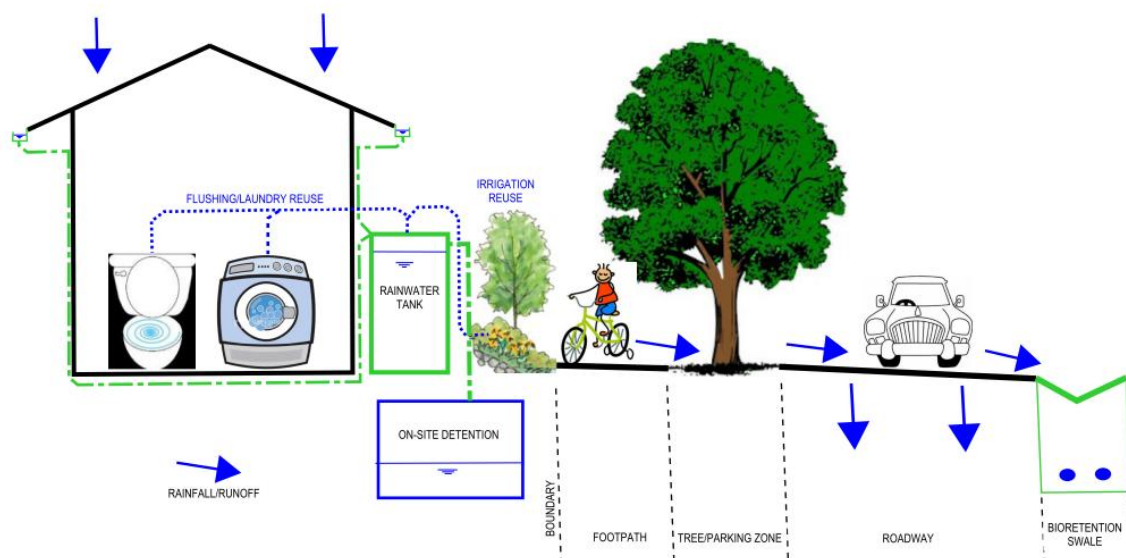 FLUSHING/LAUNDRY REUSE
IRRIGATION
REUSE
RAINWATER
TANK
ON-SITE DETENTION
RAINFALL/RUNOFF
BOUNDARY
FOOTPATH
TREE/PARKING ZONE
ROADWAY
BIORETENTION
SWALE